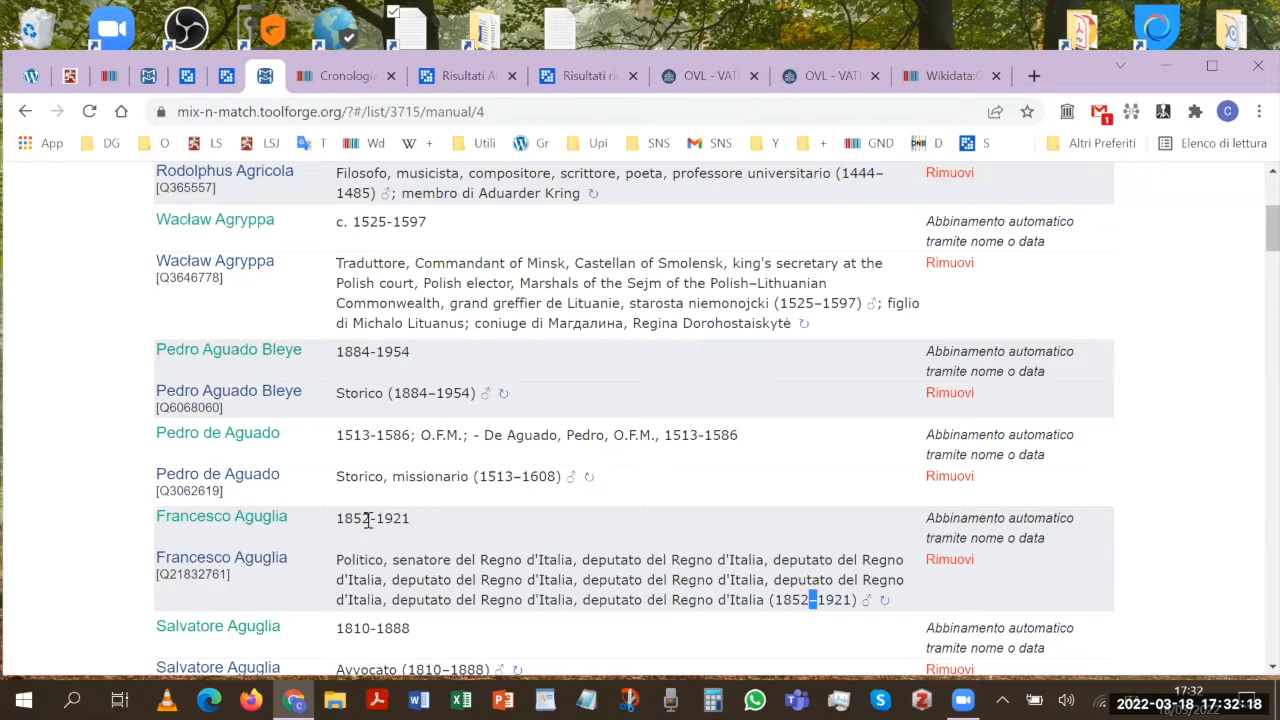 Cronologia
Risultati A
Risultati ri
OVL - VATI
OVL - VATI
Wikidata:
mix-n-match.toolforge.org/?#/list/3715/manual/4
1
C
App
DG
O
LS
LSJ
T
Wd
+
Utili
Gr
Upi
SNS
SNS
Y
+
GND
D
S
Altri Preferiti
Elenco di lettura
Rodolphus Agricola
[Q365557]
Filosofo, musicista, compositore, scrittore, poeta, professore universitario (1444–
1485) ♂; membro di Aduarder Kring ↻
Rimuovi
Wacław Agryppa
c. 1525-1597
Abbinamento automatico
tramite nome o data
Wacław Agryppa
[Q3646778]
Traduttore, Commandant of Minsk, Castellan of Smolensk, king's secretary at the
Polish court, Polish elector, Marshals of the Sejm of the Polish–Lithuanian
Commonwealth, grand greffier de Lituanie, starosta niemonojcki (1525–1597) ♂; figlio
di Michalo Lituanus; coniuge di Магдалина, Regina Dorohostaiskytė ↻
Rimuovi
Pedro Aguado Bleye
1884-1954
Abbinamento automatico
tramite nome o data
Pedro Aguado Bleye
[Q6068060]
Storico (1884–1954) ♂ ↻
Rimuovi
Pedro de Aguado
1513-1586; O.F.M.; - De Aguado, Pedro, O.F.M., 1513-1586
Abbinamento automatico
tramite nome o data
Pedro de Aguado
[Q3062619]
Storico, missionario (1513–1608) ♂ ↻
Rimuovi
Francesco Aguglia
1852-1921
Abbinamento automatico
tramite nome o data
Francesco Aguglia
[Q21832761]
Politico, senatore del Regno d'Italia, deputato del Regno d'Italia, deputato del Regno
d'Italia, deputato del Regno d'Italia, deputato del Regno d'Italia, deputato del Regno
d'Italia, deputato del Regno d'Italia, deputato del Regno d'Italia (1852–1921) ♂ ↻
Rimuovi
Salvatore Aguglia
1810-1888
Abbinamento automatico
tramite nome o data
Salvatore Aguglia
Avvocato (1810–1888) ♂ ↻
Rimuovi
17:32
2022-03-18 17:32:18